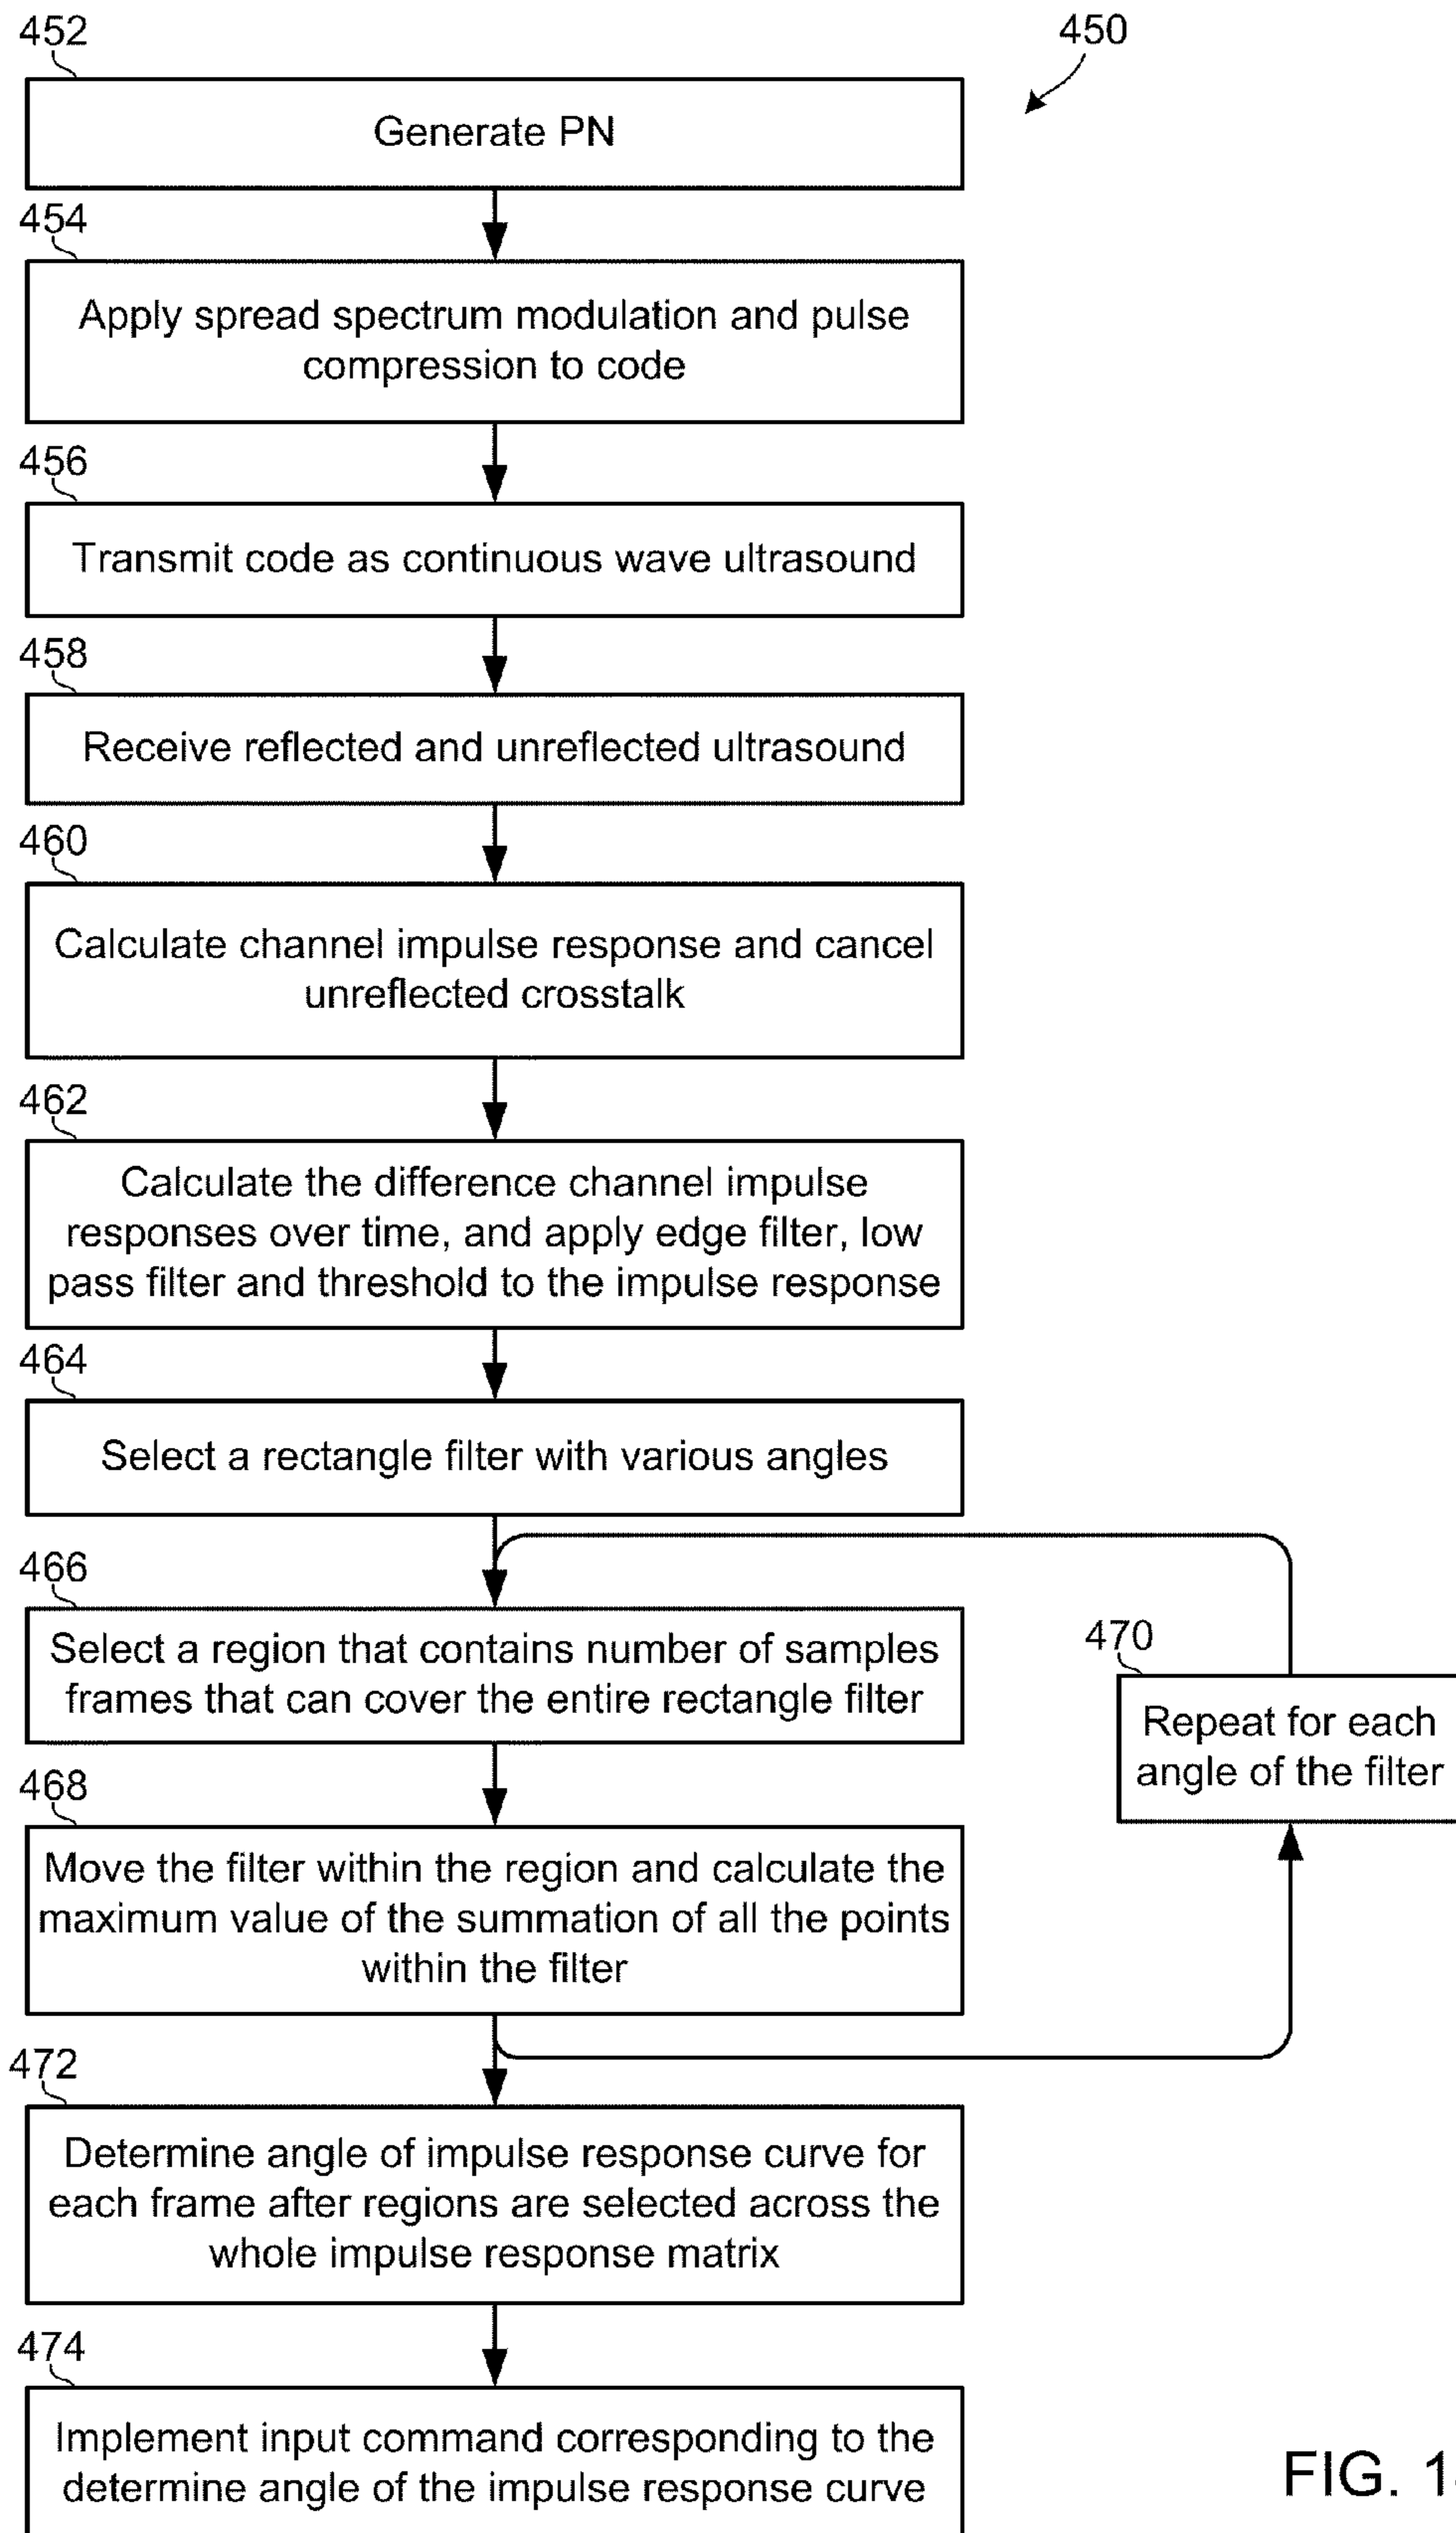 452
450
Generate PN
454
Apply spread spectrum modulation and pulse
compression to code
456
Transmit code as continuous wave ultrasound
458
Receive reflected and unreflected ultrasound
460
Calculate channel impulse response and cancel
unreflected crosstalk
462
Calculate the difference channel impulse
responses over time, and apply edge filter, low
pass filter and threshold to the impulse response
464
Select a rectangle filter with various angles
466
Select a region that contains number of samples
frames that can cover the entire rectangle filter
470
Repeat for each
angle of the filter
468
Move the filter within the region and calculate the
maximum value of the summation of all the points
within the filter
472
Determine angle of impulse response curve for
each frame after regions are selected across the
whole impulse response matrix
474
Implement input command corresponding to the
determine angle of the impulse response curve
FIG. 1